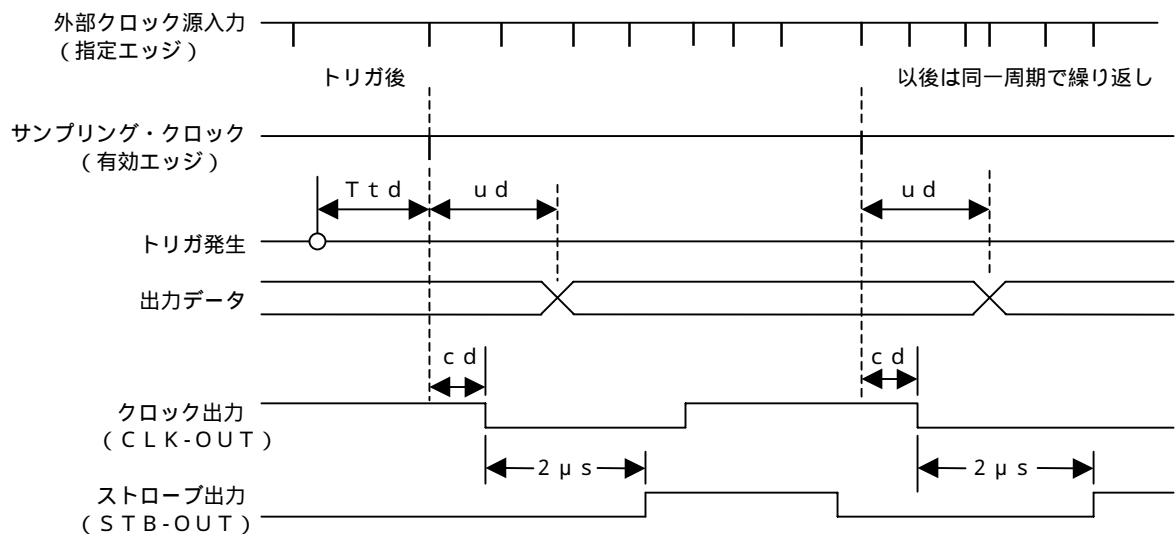 外部クロック源入力
(指定エッジ)
トリガ後
以後は同一周期で繰り返し
サンプリング・クロック
(有効エッジ)
Ttd
ud
ud
トリガ発生
出力データ
cd
cd
クロック出力
(CLK-OUT)
2μs
2μs
ストローブ出力
(STB-OUT)